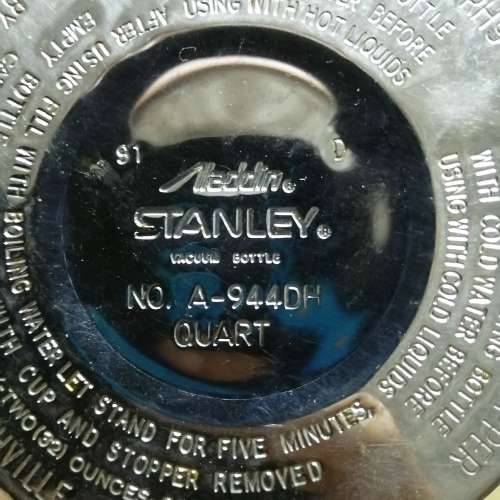 91 D
Aladdin®
STANLEY®
VACUUM BOTTLE
NO. A-944DH
QUART
FILL WITH BOILING WATER LET STAND FOR FIVE MINUTES,
EMPTY BOTTLE
BEFORE USING WITH HOT LIQUIDS
AFTER USING
WITH COLD WATER BEFORE
USING WITH COLD LIQUIDS
BOTTLE
CUP AND STOPPER REMOVED
TWO (32) OUNCES